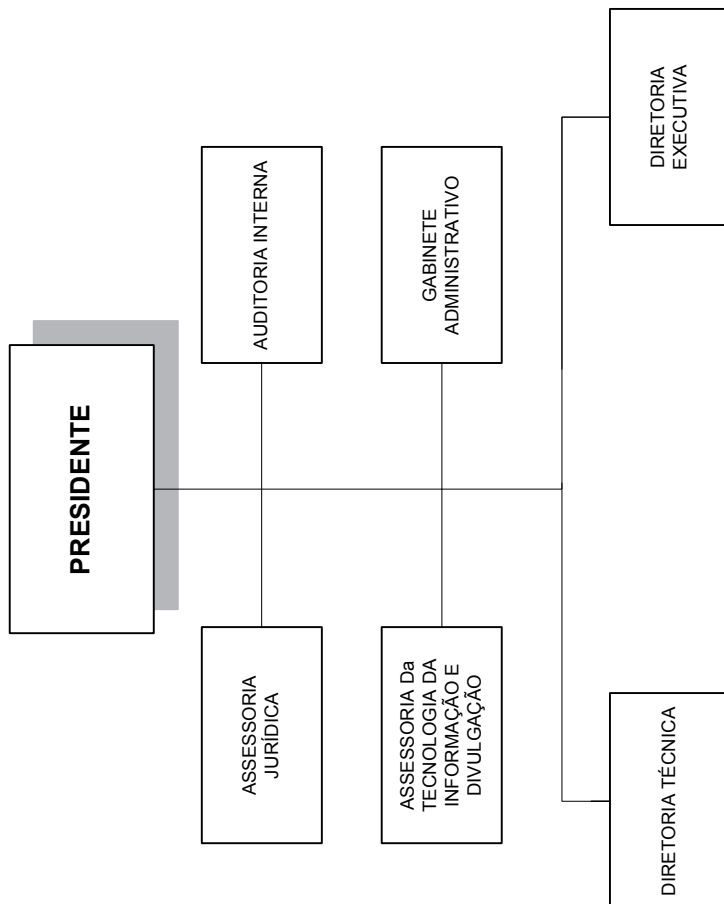 PRESIDENTE
ASSESSORIA
JURÍDICA
AUDITORIA INTERNA
ASSESSORIA Da
TECNOLOGIA DA
INFORMAÇÃO E
DIVULGAÇÃO
GABINETE
ADMINISTRATIVO
DIRETORIA TÉCNICA
DIRETORIA
EXECUTIVA